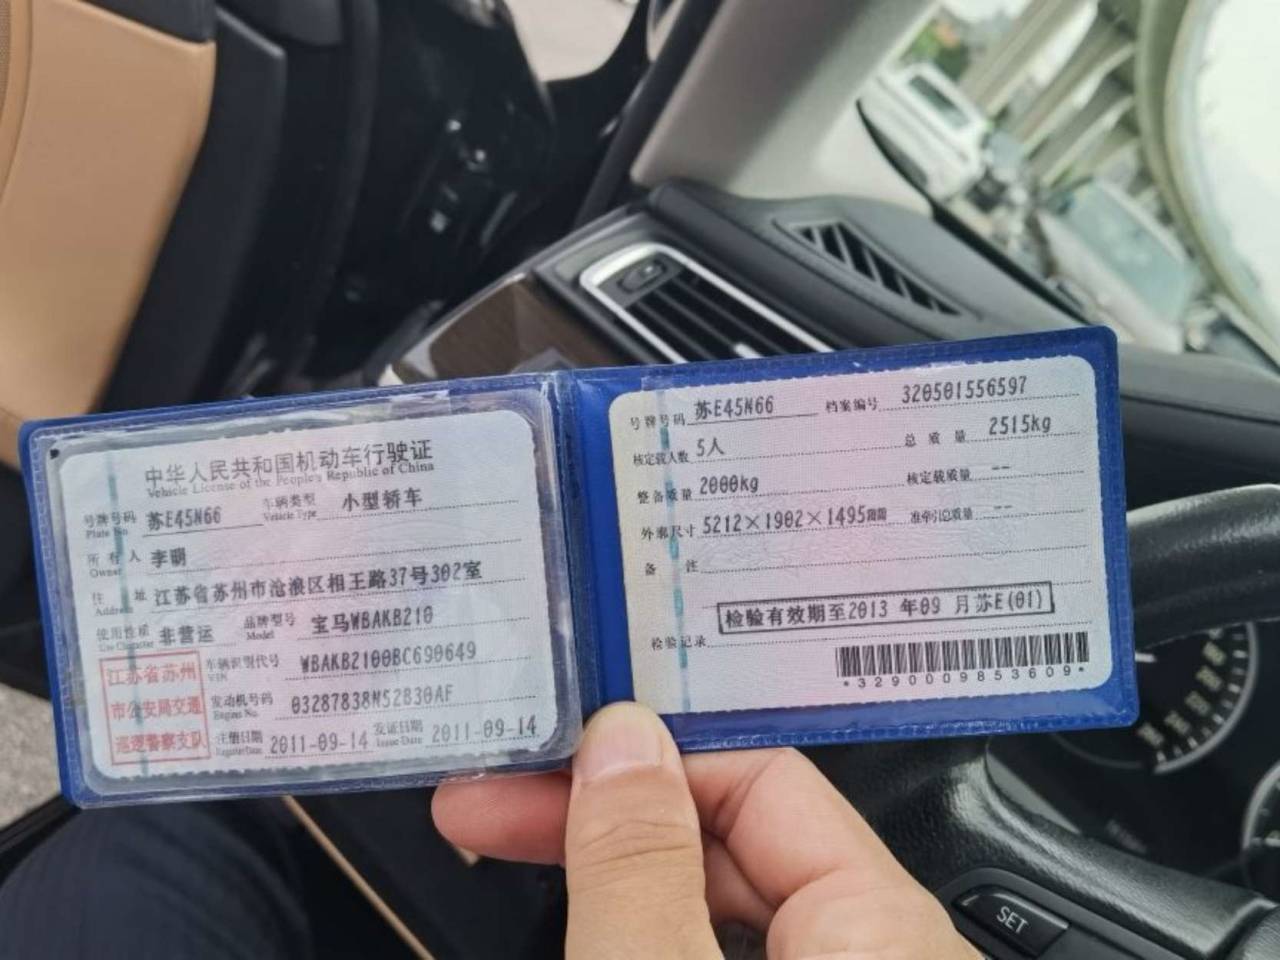 中华人民共和国机动车行驶证
Vehicle License of the People's Republic of China
号牌号码 苏E45N66 车辆类型 小型轿车
Plate No. Vehicle Type
所有人 李明
Owner
住址 江苏省苏州市沧浪区相王路37号302室
Address
使用性质 非营运 品牌型号 宝马WBAKB210
Use Character Model
车辆识别代号 WBAKB2100BC690649
VIN
发动机号码 03287838N52B30AF
Engine No.
注册日期 2011-09-14 发证日期 2011-09-14
Register Date Issue Date
江苏省苏州
市公安局交通
巡逻警察支队
号牌号码 苏E45N66 档案编号 320501556597
核定载人数 5人 总质量 2515kg
整备质量 2000kg 核定载质量 --
外廓尺寸 5212×1902×1495 准牵引总质量 --
备注
检验有效期至2013 年09 月苏E(01)
检验记录
*3290009853609*
SET